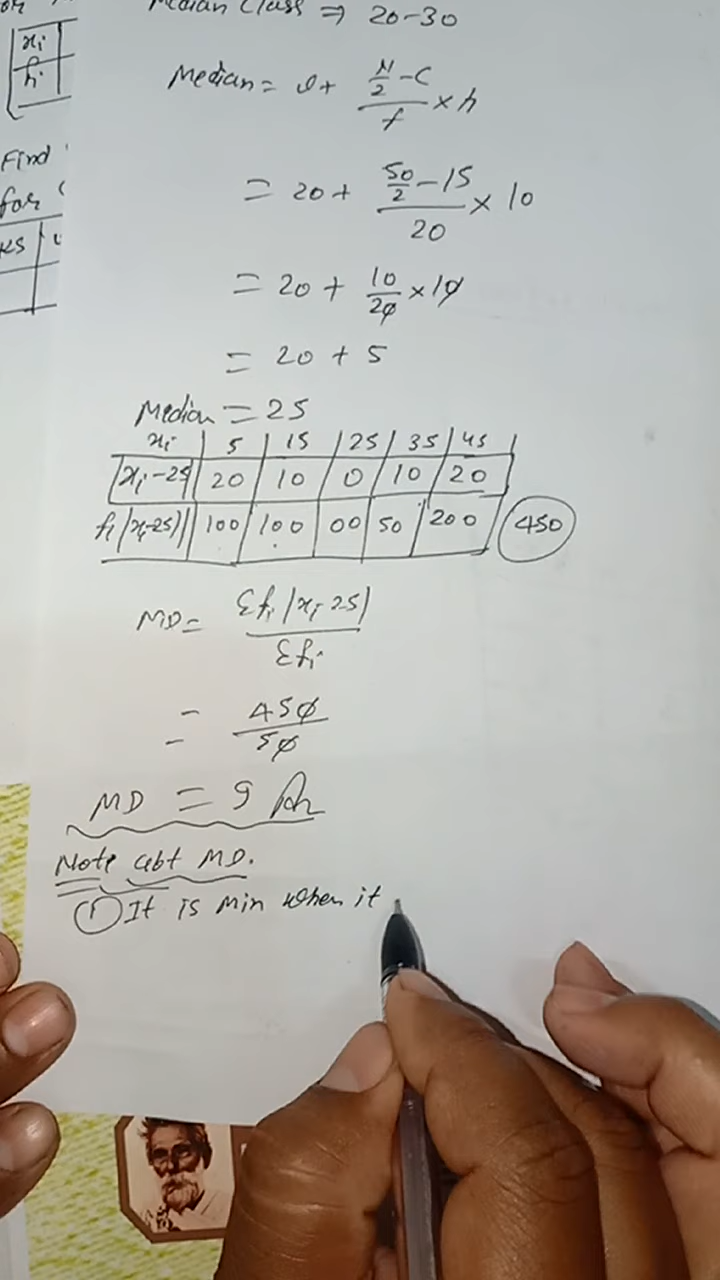 or
xi
fi
Find
for
ks
Median Class ⇒ 20-30
Median = l + (N/2 - C)/f × h
= 20 + (50/2 - 15)/20 × 10
= 20 + 10/20 × 10
= 20 + 5
Median = 25
xi | 5 | 15 | 25 | 35 | 45 |
|xi-25| | 20 | 10 | 0 | 10 | 20
fi |xi-25)| | 100 | 100 | 00 | 50 | 200 | 450
MD = Σfi |xi 25| / Σfi
= 450/50
MD = 9
Note abt MD.
① It is Min when it